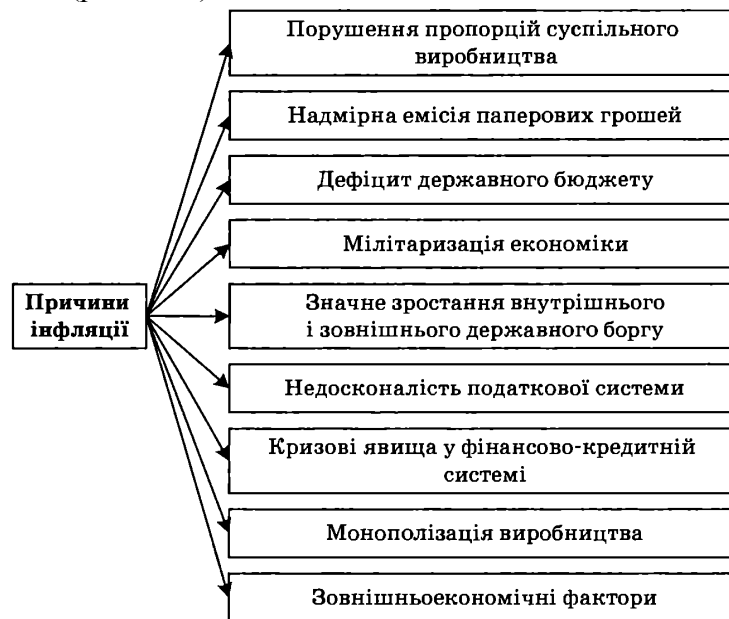 Порушення пропорцій суспільного
виробництва
Надмірна емісія паперових грошей
Дефіцит державного бюджету
Мілітаризація економіки
Причини
інфляції
Значне зростання внутрішнього
і зовнішнього державного боргу
Недосконалість податкової системи
Кризові явища у фінансово-кредитній
системі
Монополізація виробництва
Зовнішньоекономічні фактори